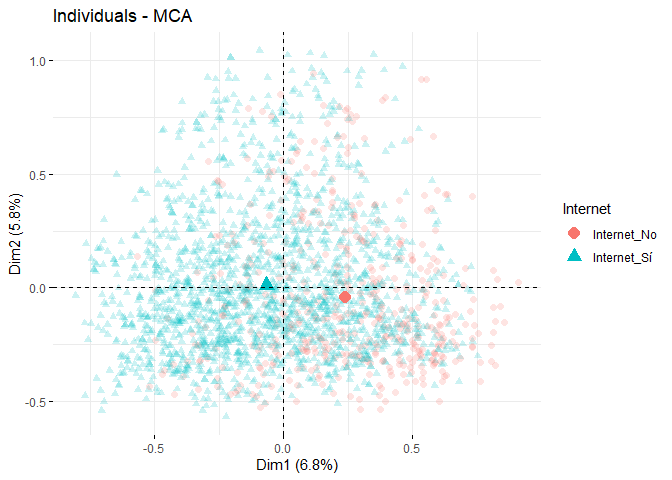 Individuals - MCA
1.0
0.5
0.0
-0.5
Dim2 (5.8%)
-0.5
0.0
0.5
Dim1 (6.8%)
Internet
Internet_No
Internet_Sí